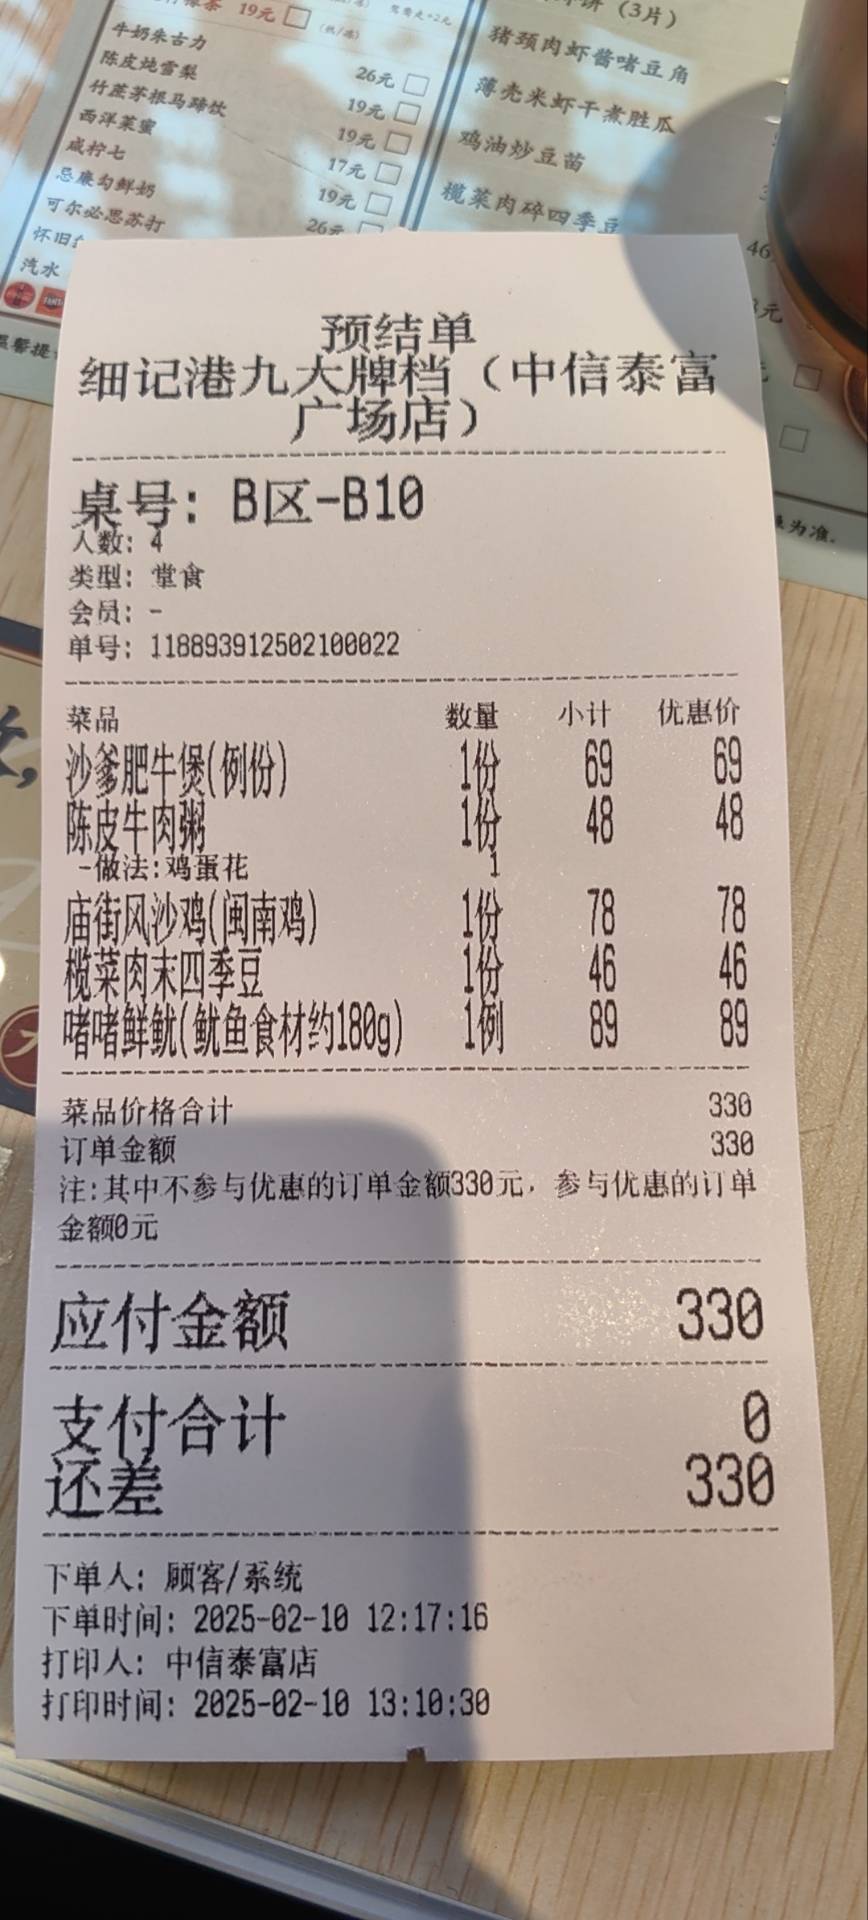 19元
(热/冻)
牛奶朱古力
26元
陈皮炖雪梨
19元
竹蔗茅根马蹄饮
19元
西洋菜蜜
17元
咸柠七
19元
忌廉勾鲜奶
26元
可尔必思苏打
怀旧
汽水
(3片)
猪颈肉虾酱啫豆角
薄壳米虾干煮胜瓜
鸡油炒豆苗
榄菜肉碎四季豆
46
元
为准.
预结单
细记港九大牌档（中信泰富
广场店）
桌号: B区-B10
人数: 4
类型: 堂食
会员: -
单号: 118893912502100022
菜品 数量 小计 优惠价
沙爹肥牛煲(例份) 1份 69 69
陈皮牛肉粥 1份 48 48
-做法:鸡蛋花 1
庙街风沙鸡(闽南鸡) 1份 78 78
榄菜肉末四季豆 1份 46 46
啫啫鲜鱿(鱿鱼食材约180g) 1例 89 89
菜品价格合计 330
订单金额 330
注:其中不参与优惠的订单金额330元，参与优惠的订单
金额0元
应付金额 330
支付合计 0
还差 330
下单人: 顾客/系统
下单时间: 2025-02-10 12:17:16
打印人: 中信泰富店
打印时间: 2025-02-10 13:10:30